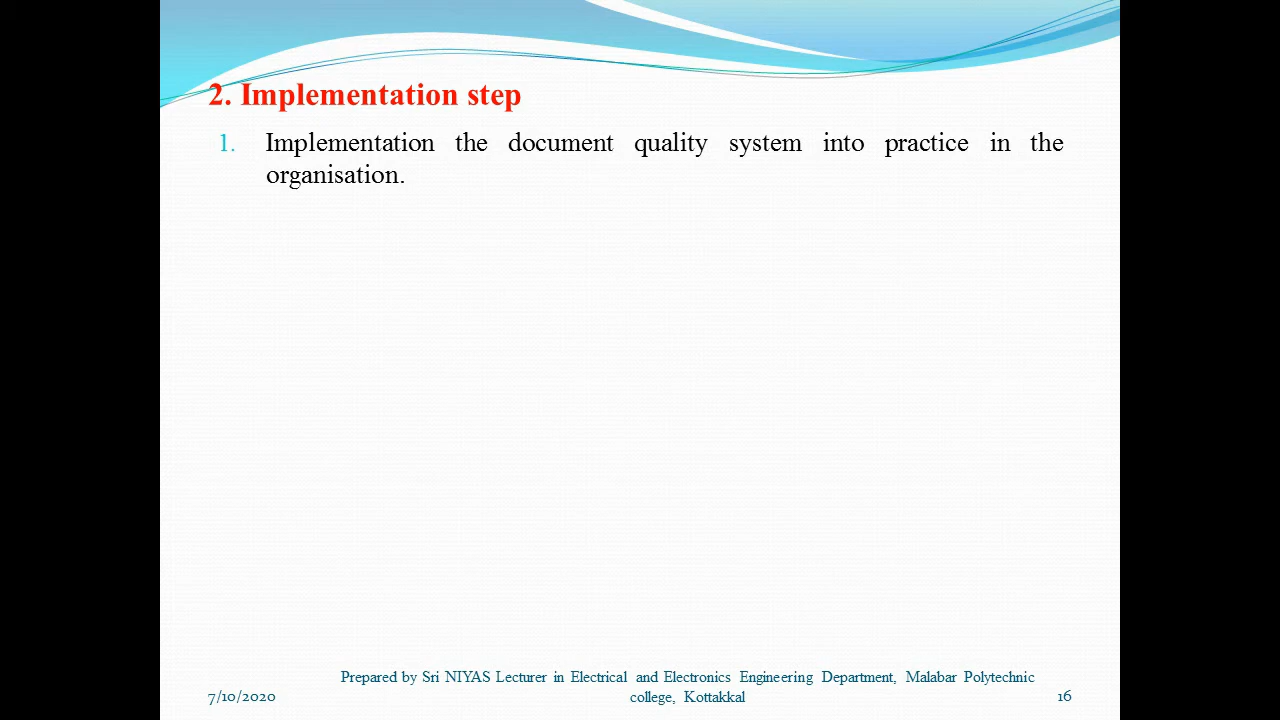 2. Implementation step
1. Implementation the document quality system into practice in the
organisation.
Prepared by Sri NIYAS Lecturer in Electrical and Electronics Engineering Department, Malabar Polytechnic
7/10/2020 college, Kottakkal 16